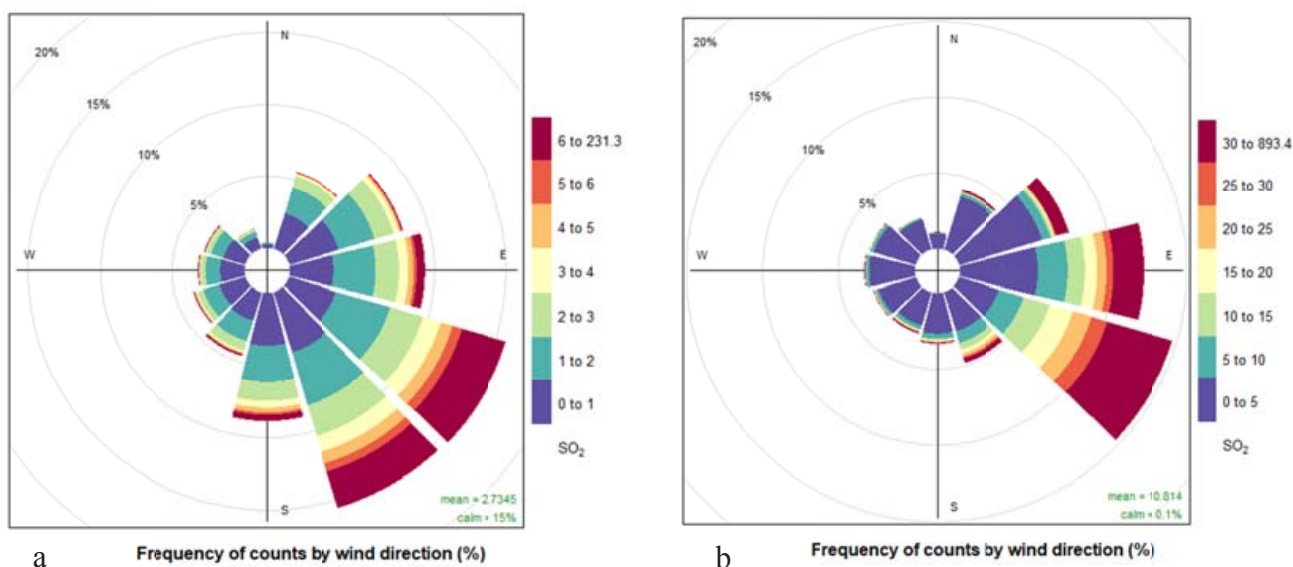 20%
N
15%
10%
5%
W
E
S
mean = 2.7345
calm = 15%
6 to 231.3
5 to 6
4 to 5
3 to 4
2 to 3
1 to 2
0 to 1
SO₂
a
Frequency of counts by wind direction (%)
20%
N
15%
10%
5%
W
E
S
mean = 10.814
calm = 0.1%
30 to 893.4
25 to 30
20 to 25
15 to 20
10 to 15
5 to 10
0 to 5
SO₂
b
Frequency of counts by wind direction (%)